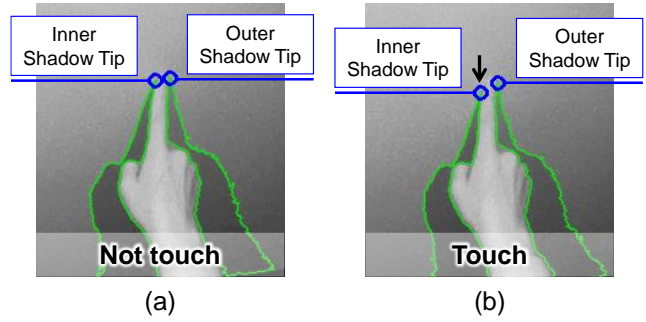 Inner
Shadow Tip
Outer
Shadow Tip
Not touch
(a)
Inner
Shadow Tip
Outer
Shadow Tip
Touch
(b)